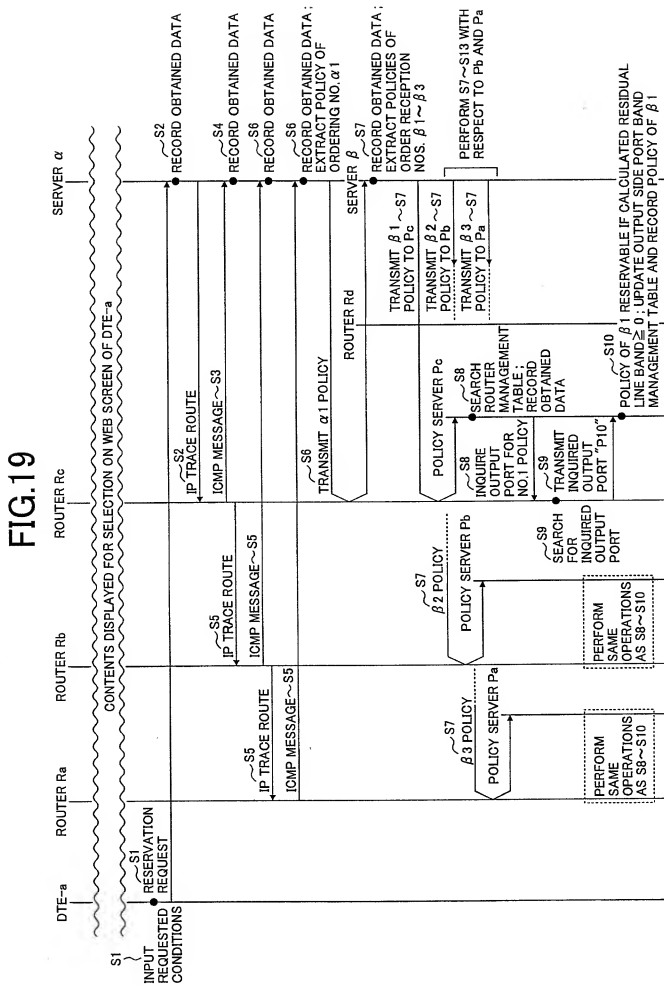 FIG.19
DTE-a
ROUTER Ra
ROUTER Rb
ROUTER Rc
SERVER α
CONTENTS DISPLAYED FOR SELECTION ON WEB SCREEN OF DTE-a
S1
INPUT
REQUESTED
CONDITIONS
S1
RESERVATION
REQUEST
S2
RECORD OBTAINED DATA
S2
IP TRACE ROUTE
ICMP MESSAGE~S3
S4
RECORD OBTAINED DATA
S5
IP TRACE ROUTE
ICMP MESSAGE~S5
S6
RECORD OBTAINED DATA
S5
IP TRACE ROUTE
ICMP MESSAGE~S5
S6
RECORD OBTAINED DATA ;
EXTRACT POLICY OF
ORDERING NO. α1
S6
TRANSMIT α1 POLICY
ROUTER Rd
SERVER β
S7
RECORD OBTAINED DATA;
EXTRACT POLICIES OF
ORDER RECEPTION
NOS. β1~β3
TRANSMIT β1~S7
POLICY TO Pc
TRANSMIT β2~S7
POLICY TO Pb
TRANSMIT β3~S7
POLICY TO Pa
PERFORM S7~S13 WITH
RESPECT TO Pb AND Pa
POLICY SERVER Pc
S7
β2 POLICY
POLICY SERVER Pb
S7
β3 POLICY
POLICY SERVER Pa
S8
SEARCH
ROUTER
MANAGEMENT
TABLE ;
RECORD
OBTAINED
DATA
S8
INQUIRE
OUTPUT
PORT FOR
NO.1 POLICY
S9
SEARCH
FOR
INQUIRED
OUTPUT
PORT
S9
TRANSMIT
INQUIRED
OUTPUT
PORT "P10"
S10
POLICY OF β1 RESERVABLE IF CALCULATED RESIDUAL
LINE BAND≧0 ; UPDATE OUTPUT SIDE PORT BAND
MANAGEMENT TABLE AND RECORD POLICY OF β1
PERFORM
SAME
OPERATIONS
AS S8~S10
PERFORM
SAME
OPERATIONS
AS S8~S10